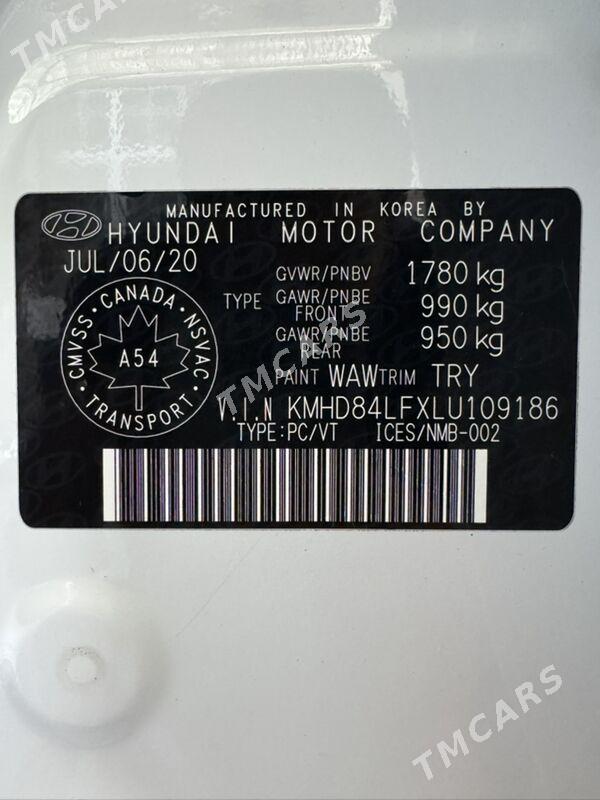 TMCARS
MANUFACTURED IN KOREA BY
HYUNDAI MOTOR COMPANY
JUL/06/20
GVWR/PNBV 1780 kg
TYPE GAWR/PNBE FRONT 990 kg
GAWR/PNBE REAR 950 kg
CMVSS · CANADA · NSVAC
A54
TRANSPORT
PAINT WAW TRIM TRY
V.I.N KMHD84LFXLU109186
TYPE:PC/VT ICES/NMB-002
TMCARS
TMCARS